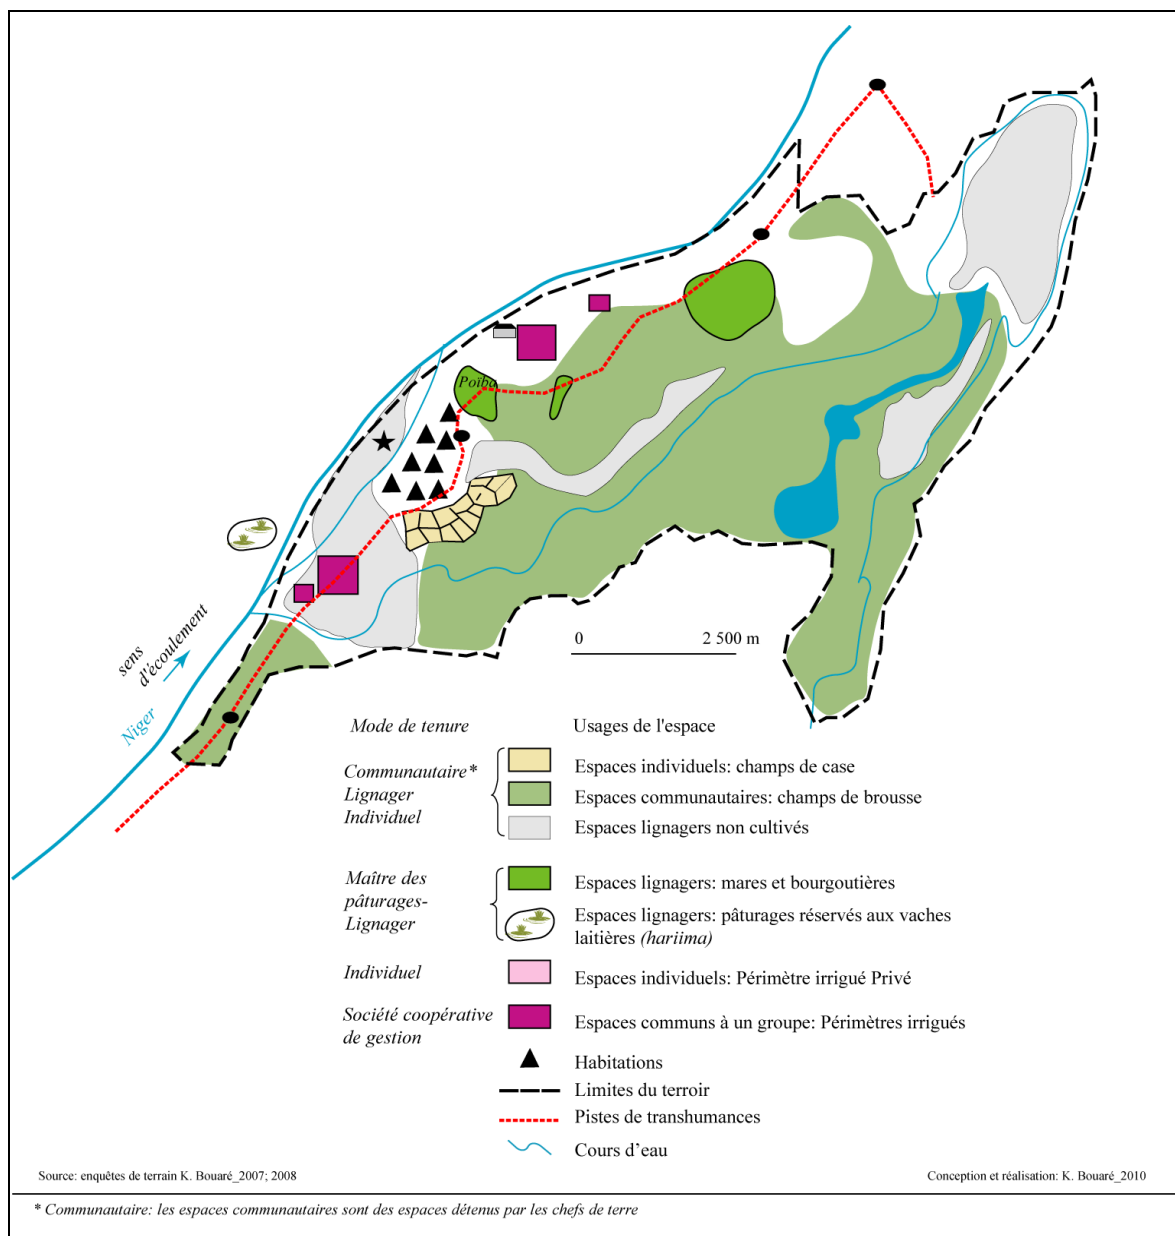 Poïba
sens
d'écoulement
Niger
0 2 500 m
Mode de tenure Usages de l'espace
Communautaire*
Lignager
Individuel
Espaces individuels: champs de case
Espaces communautaires: champs de brousse
Espaces lignagers non cultivés
Maître des
pâturages-
Lignager
Espaces lignagers: mares et bourgoutières
Espaces lignagers: pâturages réservés aux vaches
laitières (hariima)
Individuel Espaces individuels: Périmètre irrigué Privé
Société coopérative
de gestion
Espaces communs à un groupe: Périmètres irrigués
Habitations
Limites du terroir
Pistes de transhumances
Cours d’eau
Source: enquêtes de terrain K. Bouaré_2007; 2008
Conception et réalisation: K. Bouaré_2010
* Communautaire: les espaces communautaires sont des espaces détenus par les chefs de terre